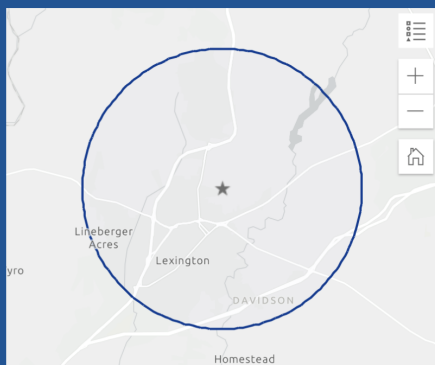 Lineberger
Acres
Lexington
yro
DAVIDSON
Homestead